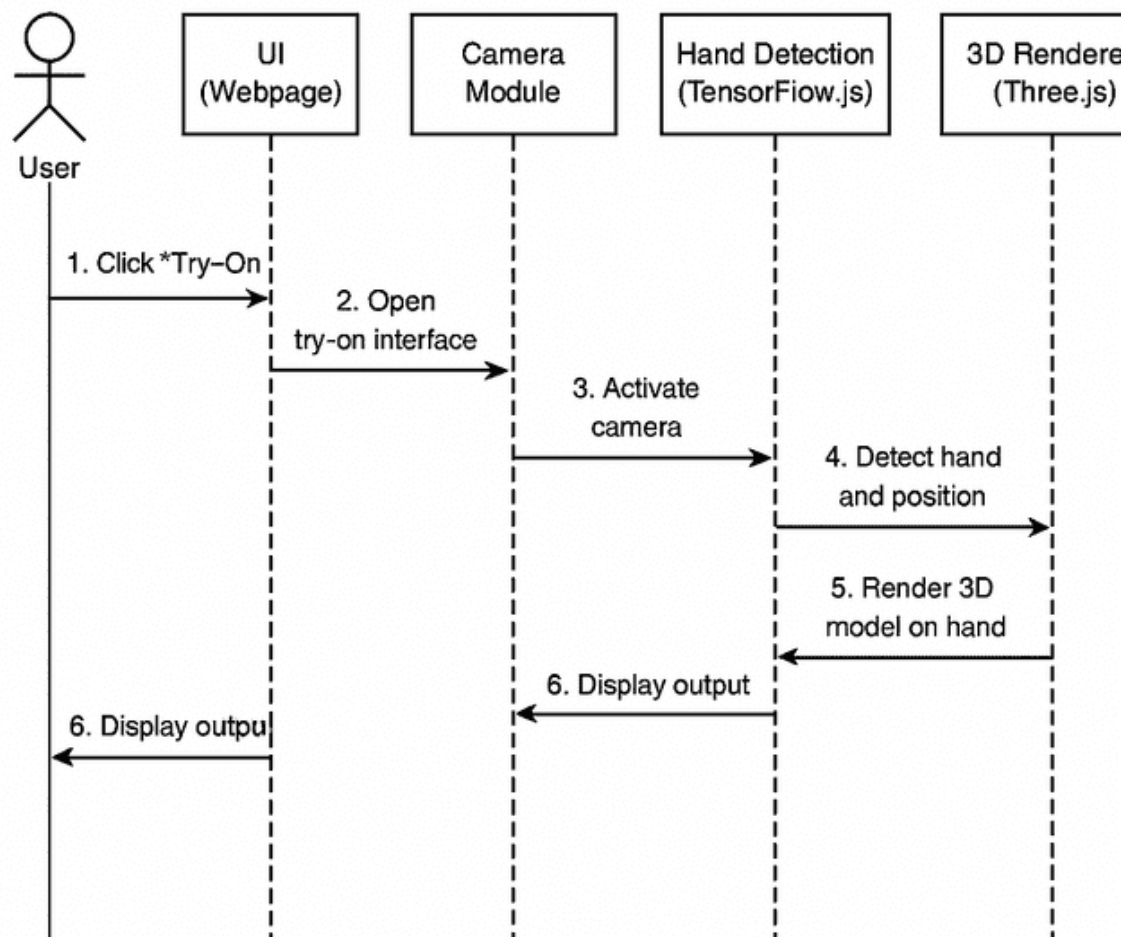 User
UI
(Webpage)
Camera
Module
Hand Detection
(TensorFiow.js)
3D Rendere
(Three.js)
1. Click *Try–On
2. Open
try-on interface
3. Activate
camera
4. Detect hand
and position
5. Render 3D
model on hand
6. Display output
6. Display outpu